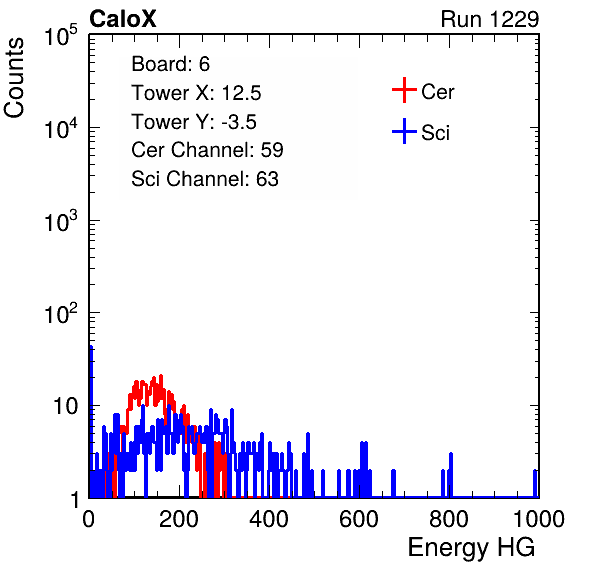 CaloX Run 1229
Counts
10^5
10^4
10^3
10^2
10
1
Board: 6
Tower X: 12.5
Tower Y: -3.5
Cer Channel: 59
Sci Channel: 63
Cer
Sci
0 200 400 600 800 1000
Energy HG